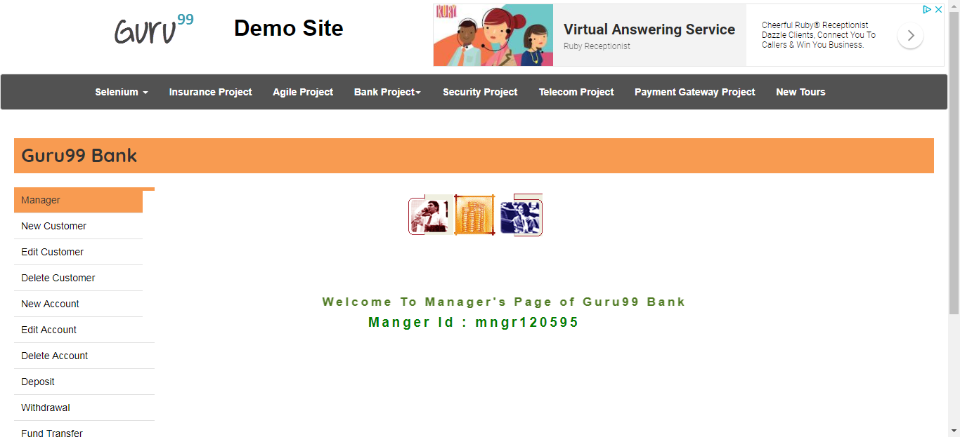 Guru99
Demo Site
RUBY
Virtual Answering Service
Ruby Receptionist
Cheerful Ruby® Receptionist
Dazzle Clients, Connect You To
Callers & Win You Business.
Selenium
Insurance Project
Agile Project
Bank Project
Security Project
Telecom Project
Payment Gateway Project
New Tours
Guru99 Bank
Manager
New Customer
Edit Customer
Delete Customer
New Account
Edit Account
Delete Account
Deposit
Withdrawal
Fund Transfer
Welcome To Manager's Page of Guru99 Bank
Manger Id : mngr120595